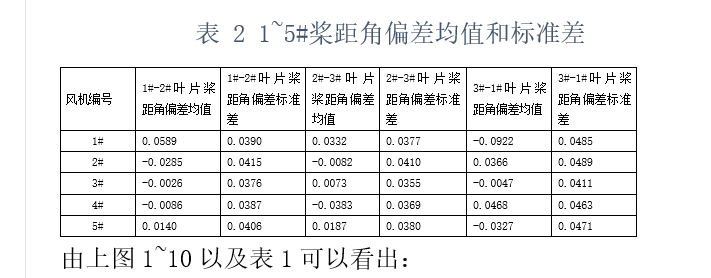 表 2 1~5#桨距角偏差均值和标准差
风机编号 1#-2#叶片桨距角偏差均值 1#-2#叶片桨距角偏差标准差 2#-3#叶片桨距角偏差均值 2#-3#叶片桨距角偏差标准差 3#-1#叶片桨距角偏差均值 3#-1#叶片桨距角偏差标准差
1# 0.0589 0.0390 0.0332 0.0377 -0.0922 0.0485
2# -0.0285 0.0415 -0.0082 0.0410 0.0366 0.0489
3# -0.0026 0.0376 0.0073 0.0355 -0.0047 0.0411
4# -0.0086 0.0387 -0.0383 0.0369 0.0468 0.0463
5# 0.0140 0.0406 0.0187 0.0380 -0.0327 0.0471
由上图1~10以及表1可以看出：